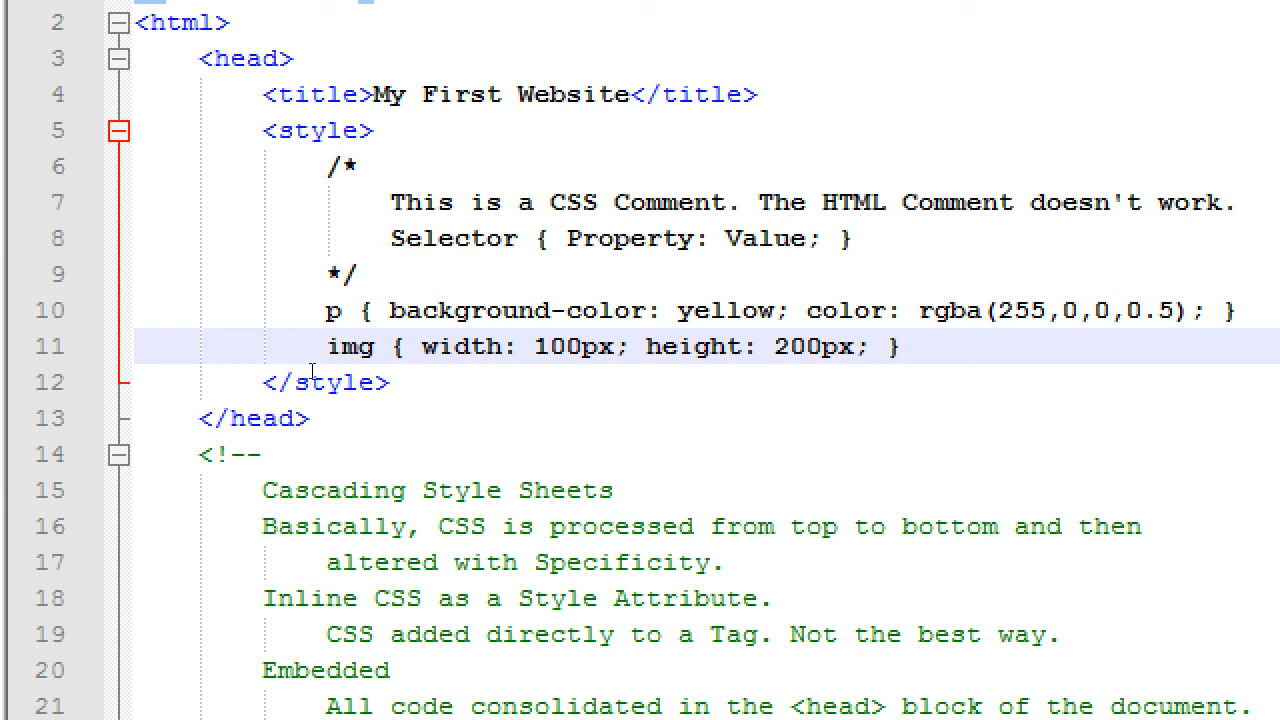 2 <html>
3 <head>
4 <title>My First Website</title>
5 <style>
6 /*
7 This is a CSS Comment. The HTML Comment doesn't work.
8 Selector { Property: Value; }
9 */
10 p { background-color: yellow; color: rgba(255,0,0,0.5); }
11 img { width: 100px; height: 200px; }
12 </style>
13 </head>
14 <!--
15 Cascading Style Sheets
16 Basically, CSS is processed from top to bottom and then
17 altered with Specificity.
18 Inline CSS as a Style Attribute.
19 CSS added directly to a Tag. Not the best way.
20 Embedded
21 All code consolidated in the <head> block of the document.